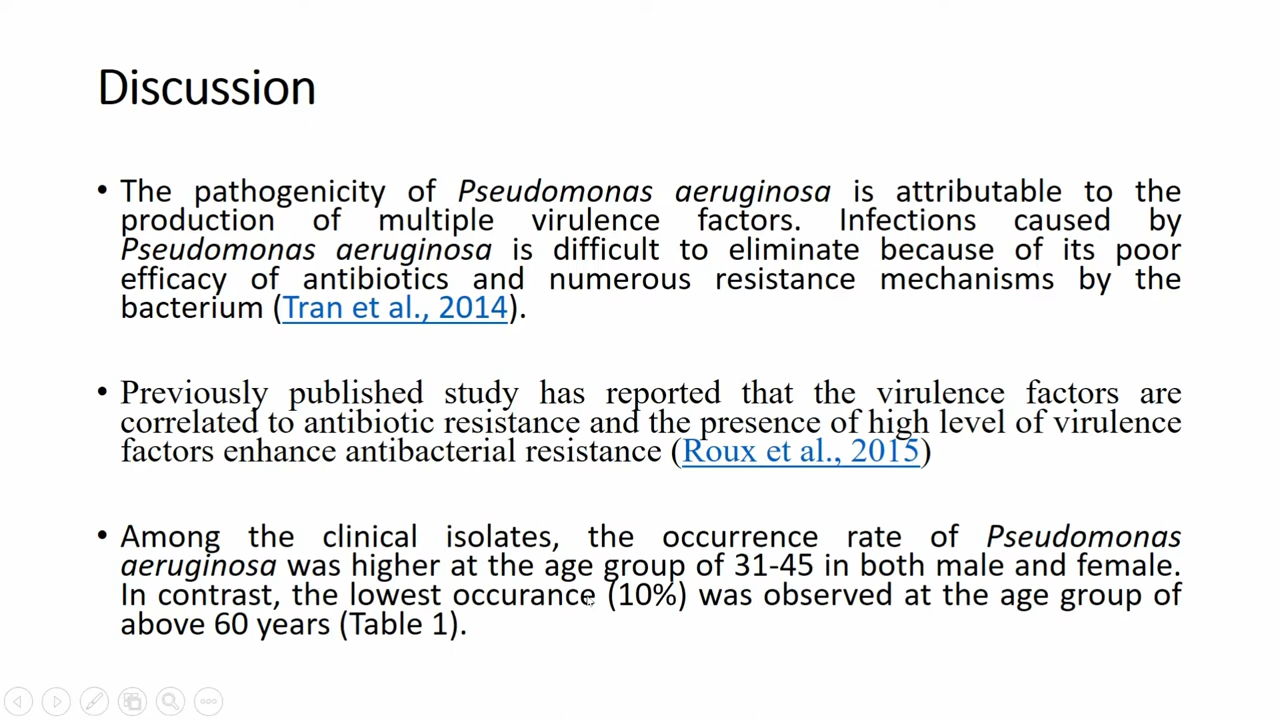 Discussion
• The pathogenicity of Pseudomonas aeruginosa is attributable to the
production of multiple virulence factors. Infections caused by
Pseudomonas aeruginosa is difficult to eliminate because of its poor
efficacy of antibiotics and numerous resistance mechanisms by the
bacterium (Tran et al., 2014).
• Previously published study has reported that the virulence factors are
correlated to antibiotic resistance and the presence of high level of virulence
factors enhance antibacterial resistance (Roux et al., 2015)
• Among the clinical isolates, the occurrence rate of Pseudomonas
aeruginosa was higher at the age group of 31-45 in both male and female.
In contrast, the lowest occurance (10%) was observed at the age group of
above 60 years (Table 1).